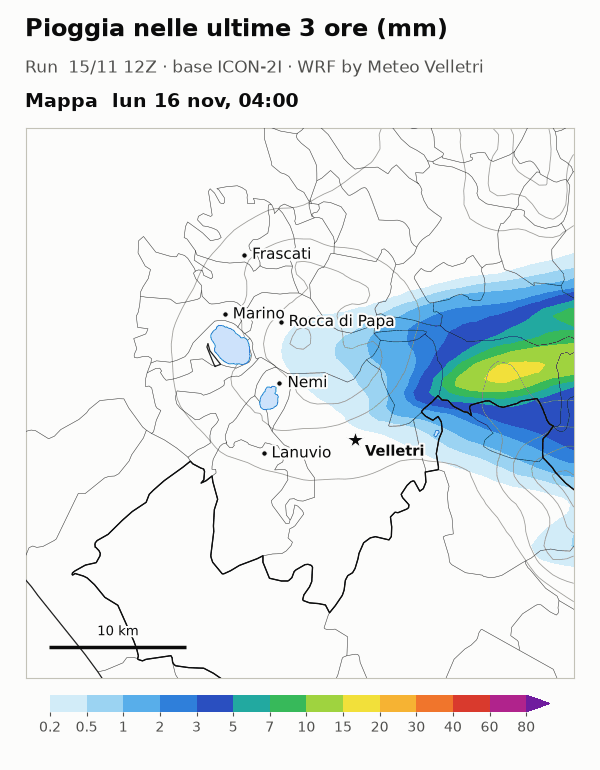 Pioggia nelle ultime 3 ore (mm)
Run  15/11 12Z · base ICON-2I · WRF by Meteo Velletri
Mappa  lun 16 nov, 04:00
Frascati
Marino
Rocca di Papa
Nemi
Velletri
Lanuvio
10 km
0.2 0.5 1 2 3 5 7 10 15 20 30 40 60 80